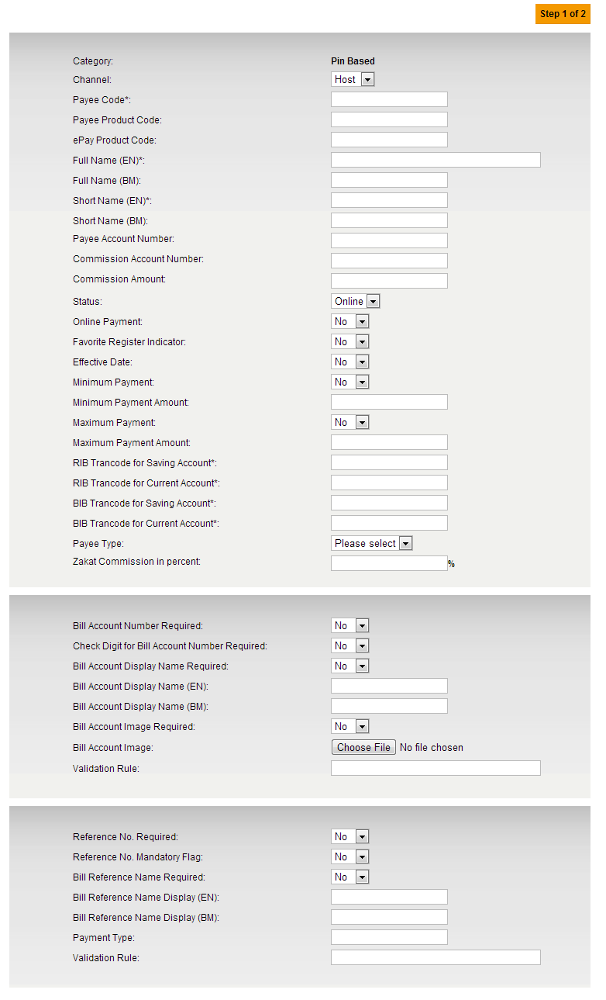 Step 1 of 2
Category: Pin Based
Channel: Host
Payee Code*:
Payee Product Code:
ePay Product Code:
Full Name (EN)*:
Full Name (BM):
Short Name (EN)*:
Short Name (BM):
Payee Account Number:
Commission Account Number:
Commission Amount:
Status: Online
Online Payment: No
Favorite Register Indicator: No
Effective Date: No
Minimum Payment: No
Minimum Payment Amount:
Maximum Payment: No
Maximum Payment Amount:
RIB Trancode for Saving Account*:
RIB Trancode for Current Account*:
BIB Trancode for Saving Account*:
BIB Trancode for Current Account*:
Payee Type: Please select
Zakat Commission in percent: %
Bill Account Number Required: No
Check Digit for Bill Account Number Required: No
Bill Account Display Name Required: No
Bill Account Display Name (EN):
Bill Account Display Name (BM):
Bill Account Image Required: No
Bill Account Image: Choose File No file chosen
Validation Rule:
Reference No. Required: No
Reference No. Mandatory Flag: No
Bill Reference Name Required: No
Bill Reference Name Display (EN):
Bill Reference Name Display (BM):
Payment Type:
Validation Rule: